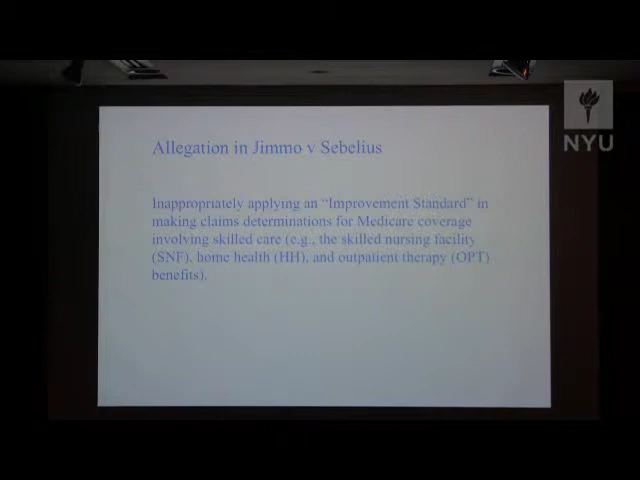 Allegation in Jimmo v Sebelius
Inappropriately applying an “Improvement Standard” in
making claims determinations for Medicare coverage
involving skilled care (e.g., the skilled nursing facility
(SNF), home health (HH), and outpatient therapy (OPT)
benefits).
NYU